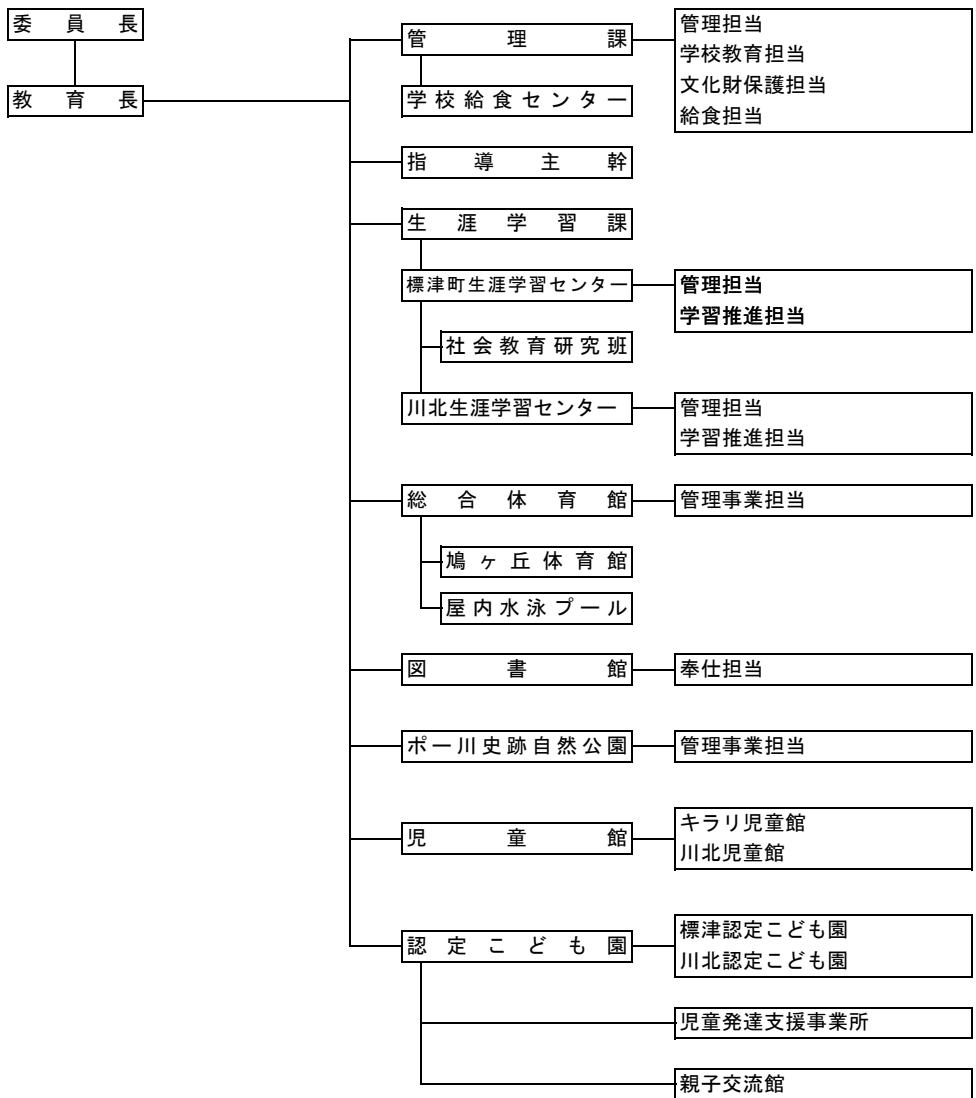 委員長
教育長
管理課
管理担当
学校教育担当
文化財保護担当
給食担当
学校給食センター
指導主幹
生涯学習課
標津町生涯学習センター
管理担当
学習推進担当
社会教育研究班
川北生涯学習センター
管理担当
学習推進担当
総合体育館
管理事業担当
鳩ヶ丘体育館
屋内水泳プール
図書館
奉仕担当
ポー川史跡自然公園
管理事業担当
児童館
キラリ児童館
川北児童館
認定こども園
標津認定こども園
川北認定こども園
児童発達支援事業所
親子交流館